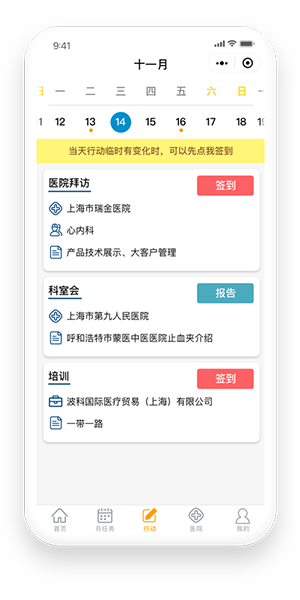 9:41
十一月
日 一 二 三 四 五 六 日 一
11 12 13 14 15 16 17 18 19
当天行动临时有变化时，可以先点我签到
医院拜访 签到
上海市瑞金医院
心内科
产品技术展示、大客户管理
科室会 报告
上海市第九人民医院
呼和浩特市蒙医中医医院止血夹介绍
培训 签到
波科国际医疗贸易（上海）有限公司
一带一路
首页 月任务 行动 医院 我的